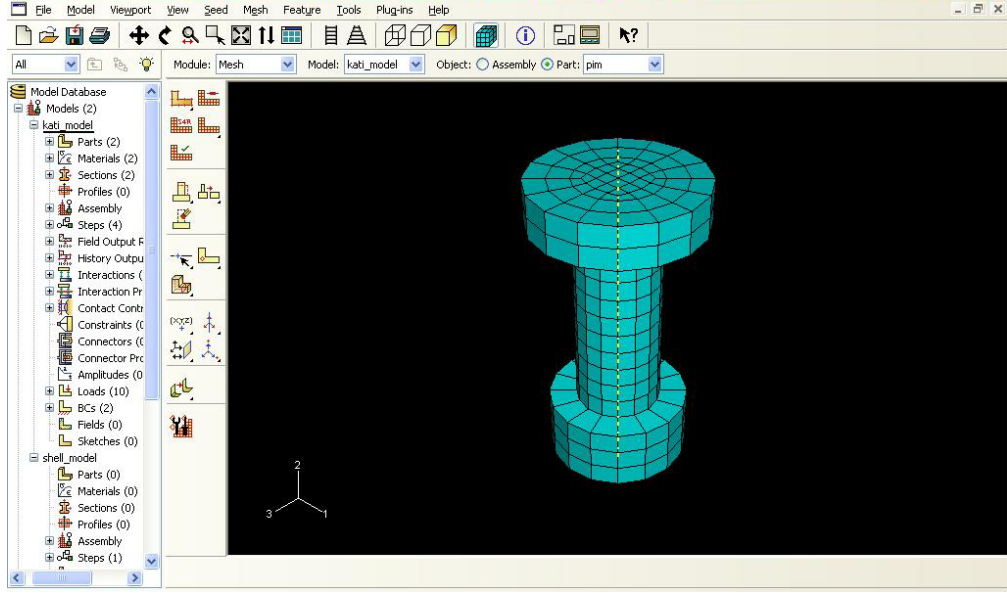 File Model Viewport View Seed Mesh Feature Tools Plug-ins Help
All Module: Mesh Model: kati_model Object: Assembly Part: pim
Model Database
Models (2)
kati_model
Parts (2)
Materials (2)
Sections (2)
Profiles (0)
Assembly
Steps (4)
Field Output R
History Outpu
Interactions (
Interaction Pr
Contact Contr
Constraints (0
Connectors (0
Connector Pro
Amplitudes (0
Loads (10)
BCs (2)
Fields (0)
Sketches (0)
shell_model
Parts (0)
Materials (0)
Sections (0)
Profiles (0)
Assembly
Steps (1)
S4R
(XYZ)
2
3
1